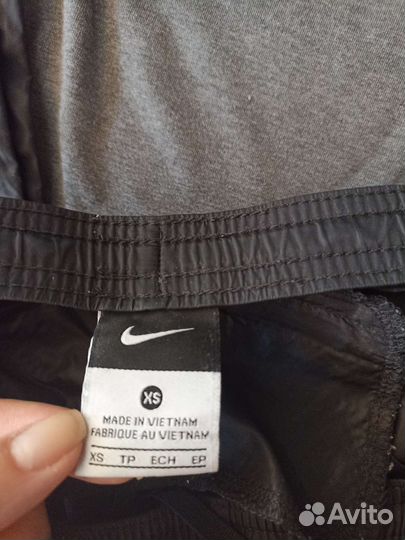 XS
MADE IN VIETNAM
FABRIQUE AU VIETNAM
XS TP ECH EP
Avito